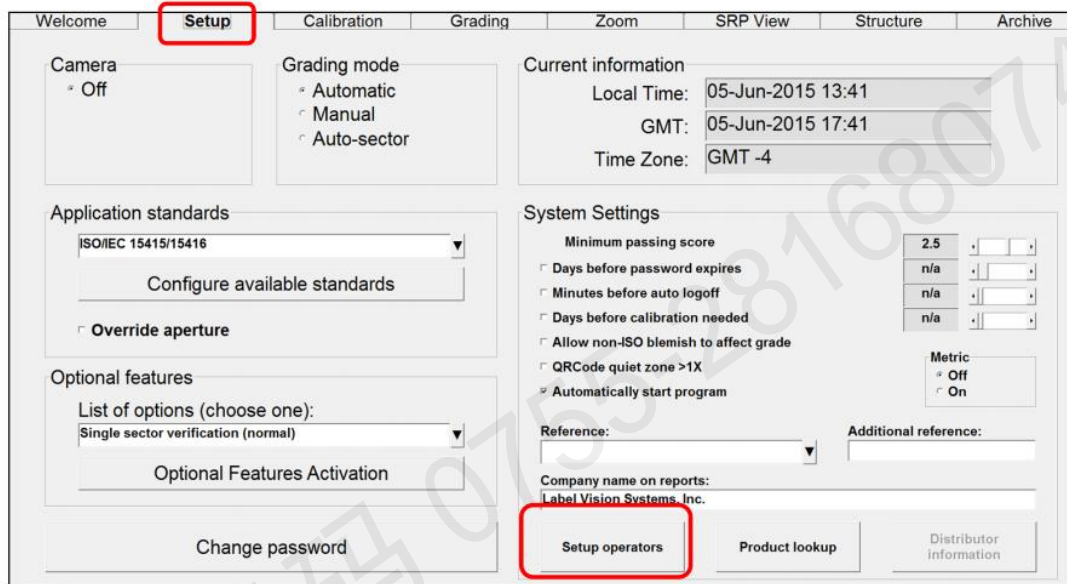 Welcome Setup Calibration Grading Zoom SRP View Structure Archive
Camera
Off
Grading mode
Automatic
Manual
Auto-sector
Current information
Local Time: 05-Jun-2015 13:41
GMT: 05-Jun-2015 17:41
Time Zone: GMT -4
Application standards
ISO/IEC 15415/15416
Configure available standards
Override aperture
Optional features
List of options (choose one):
Single sector verification (normal)
Optional Features Activation
Change password
System Settings
Minimum passing score 2.5
Days before password expires n/a
Minutes before auto logoff n/a
Days before calibration needed n/a
Allow non-ISO blemish to affect grade
QRCode quiet zone >1X
Automatically start program
Metric
Off
On
Reference:
Additional reference:
Company name on reports:
Label Vision Systems, Inc.
Setup operators
Product lookup
Distributor
information
码 0755-28168074